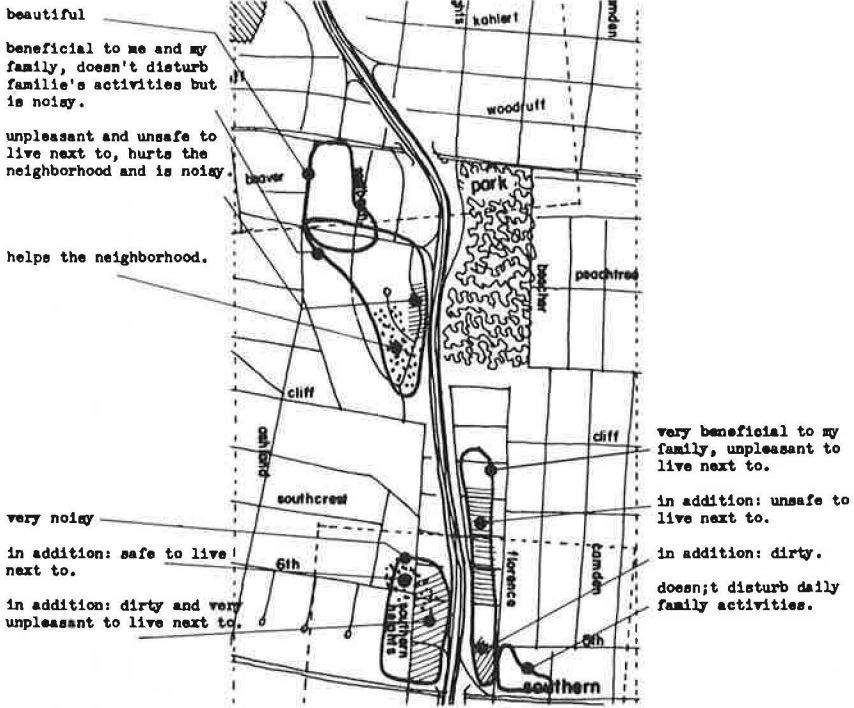 beautiful
beneficial to me and my
family, doesn't disturb
familie's activities but
is noisy.
unpleasant and unsafe to
live next to, hurts the
neighborhood and is noisy.
helps the neighborhood.
very noisy
in addition: safe to live
next to.
in addition: dirty and very
unpleasant to live next to.
kohlert
woodruff
park
beaver
beecher
peachtree
cliff
ashland
southcrest
6th
southern
heights
cliff
florence
camden
6th
southern
very beneficial to my
family, unpleasant to
live next to.
in addition: unsafe to
live next to.
in addition: dirty.
doesn;t disturb daily
family activities.